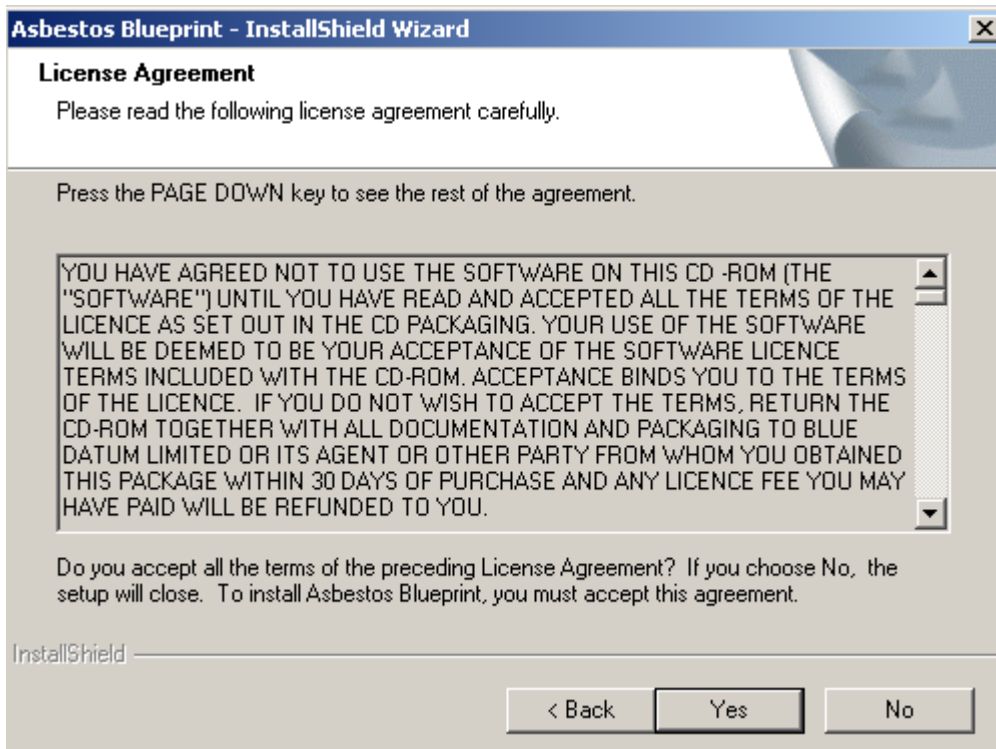 Asbestos Blueprint - InstallShield Wizard
License Agreement
Please read the following license agreement carefully.
Press the PAGE DOWN key to see the rest of the agreement.
YOU HAVE AGREED NOT TO USE THE SOFTWARE ON THIS CD -ROM (THE
"SOFTWARE") UNTIL YOU HAVE READ AND ACCEPTED ALL THE TERMS OF THE
LICENCE AS SET OUT IN THE CD PACKAGING. YOUR USE OF THE SOFTWARE
WILL BE DEEMED TO BE YOUR ACCEPTANCE OF THE SOFTWARE LICENCE
TERMS INCLUDED WITH THE CD-ROM. ACCEPTANCE BINDS YOU TO THE TERMS
OF THE LICENCE.  IF YOU DO NOT WISH TO ACCEPT THE TERMS, RETURN THE
CD-ROM TOGETHER WITH ALL DOCUMENTATION AND PACKAGING TO BLUE
DATUM LIMITED OR ITS AGENT OR OTHER PARTY FROM WHOM YOU OBTAINED
THIS PACKAGE WITHIN 30 DAYS OF PURCHASE AND ANY LICENCE FEE YOU MAY
HAVE PAID WILL BE REFUNDED TO YOU.
Do you accept all the terms of the preceding License Agreement?  If you choose No,  the
setup will close.  To install Asbestos Blueprint, you must accept this agreement.
InstallShield
< Back
Yes
No